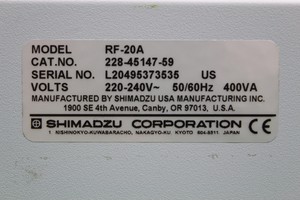 MODEL RF-20A
CAT.NO. 228-45147-59
SERIAL NO. L20495373535 US
VOLTS 220-240V~ 50/60Hz 400VA
MANUFACTURED BY SHIMADZU USA MANUFACTURING INC.
1900 SE 4th Avenue, Canby, OR 97013, U.S.A.
SHIMADZU CORPORATION
1 NISHINOKYO-KUWABARACHO, NAKAGYO-KU, KYOTO 604-8511, JAPAN